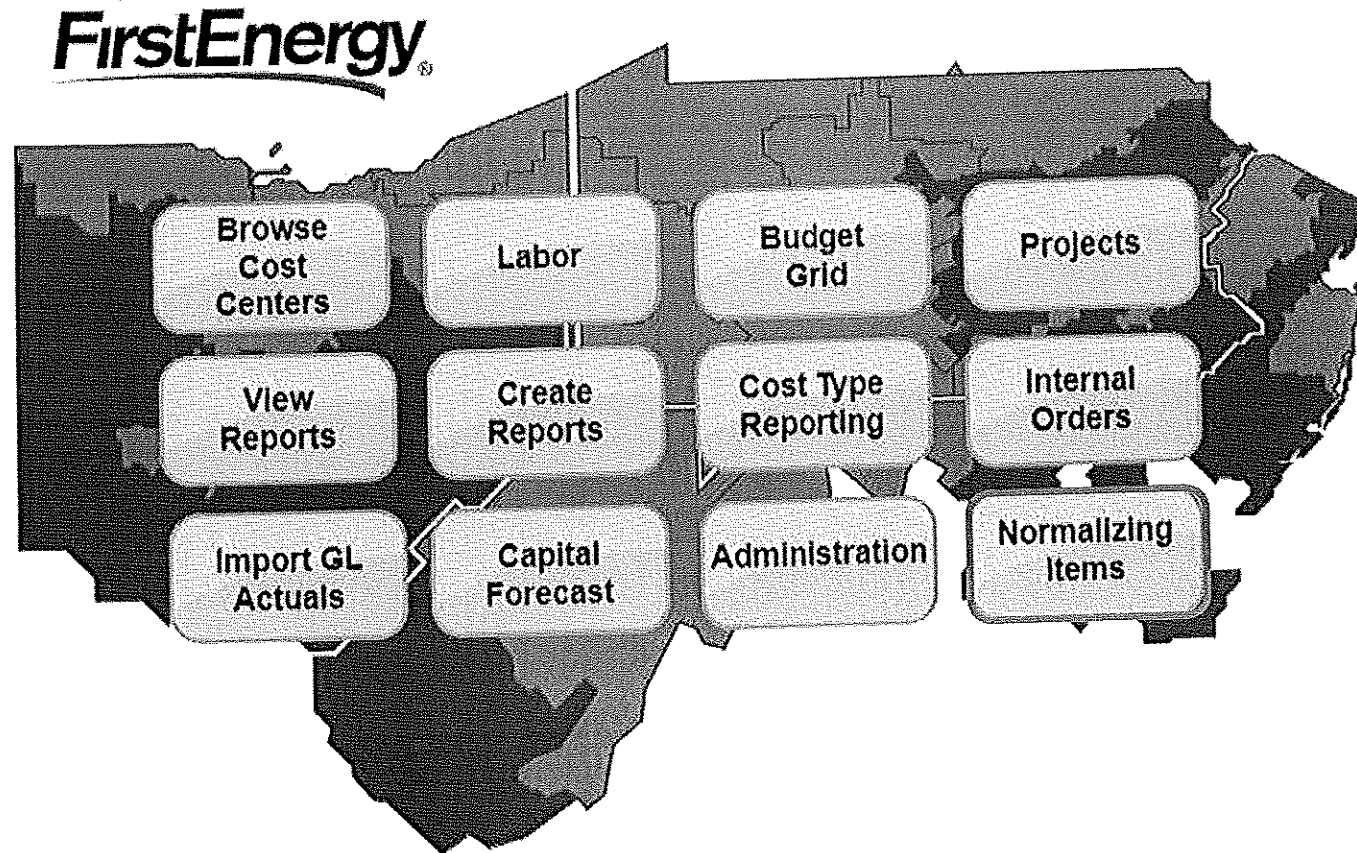 FirstEnergy®
Browse
Cost
Centers
Labor
Budget
Grid
Projects
View
Reports
Create
Reports
Cost Type
Reporting
Internal
Orders
Import GL
Actuals
Capital
Forecast
Administration
Normalizing
Items